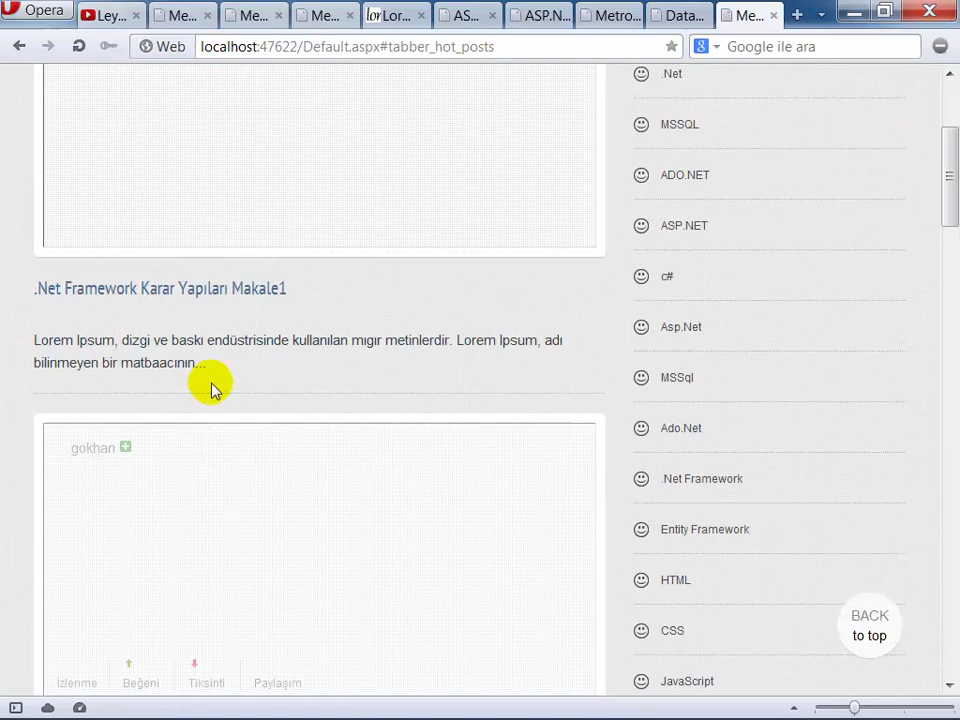 Opera
Ley...
Me...
Me...
Me...
Lor...
AS...
ASP.N...
Metro...
Data...
Me...
Web
localhost:47622/Default.aspx#tabber_hot_posts
Google ile ara
.Net
MSSQL
ADO.NET
ASP.NET
c#
Asp.Net
MSSql
Ado.Net
.Net Framework
Entity Framework
HTML
CSS
JavaScript
.Net Framework Karar Yapıları Makale1
Lorem Ipsum, dizgi ve baskı endüstrisinde kullanılan mıgır metinlerdir. Lorem Ipsum, adı
bilinmeyen bir matbaacının...
gokhan
İzlenme
Beğeni
Tiksinti
Paylaşım
BACK
to top